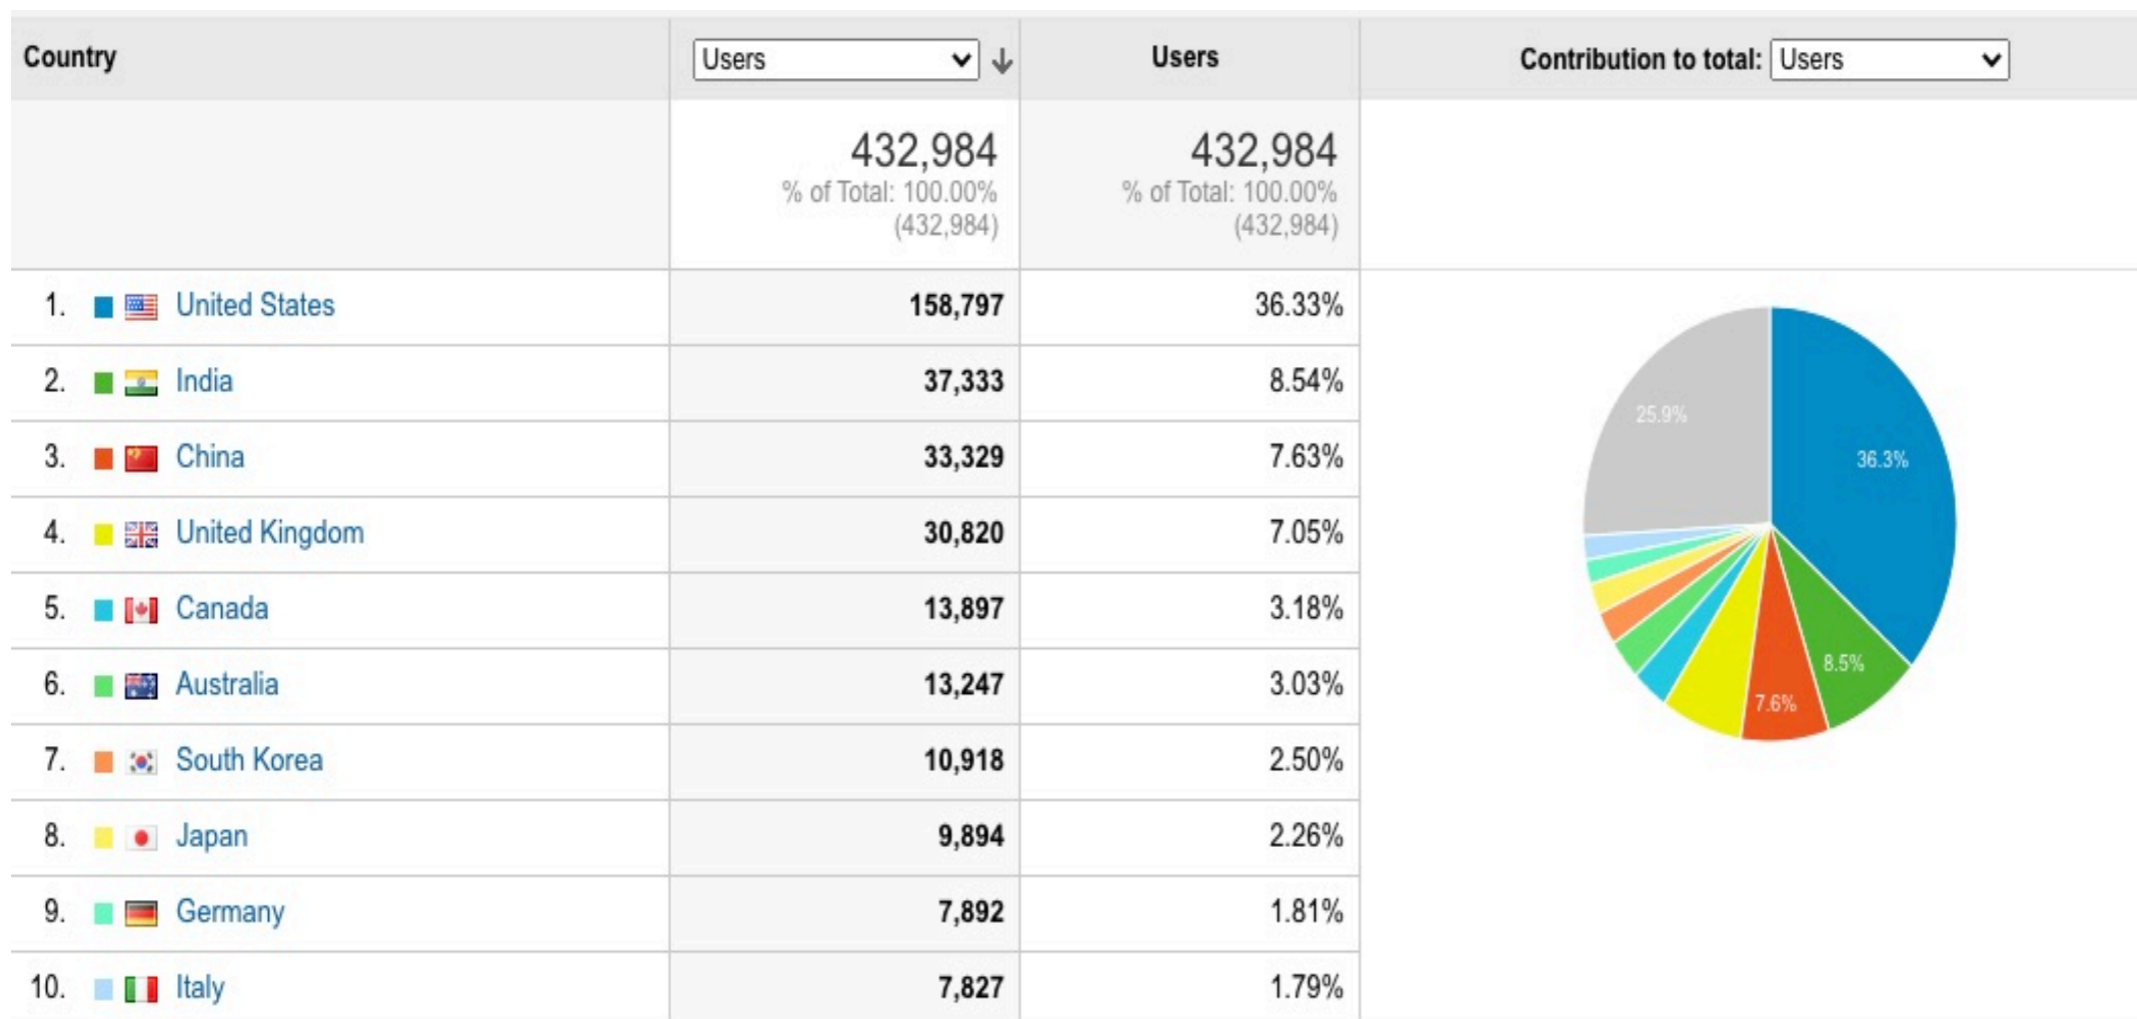 Country Users Users Contribution to total: Users
432,984 432,984
% of Total: 100.00% % of Total: 100.00%
(432,984) (432,984)
1. United States 158,797 36.33%
2. India 37,333 8.54%
3. China 33,329 7.63%
4. United Kingdom 30,820 7.05%
5. Canada 13,897 3.18%
6. Australia 13,247 3.03%
7. South Korea 10,918 2.50%
8. Japan 9,894 2.26%
9. Germany 7,892 1.81%
10. Italy 7,827 1.79%
25.9%
36.3%
8.5%
7.6%